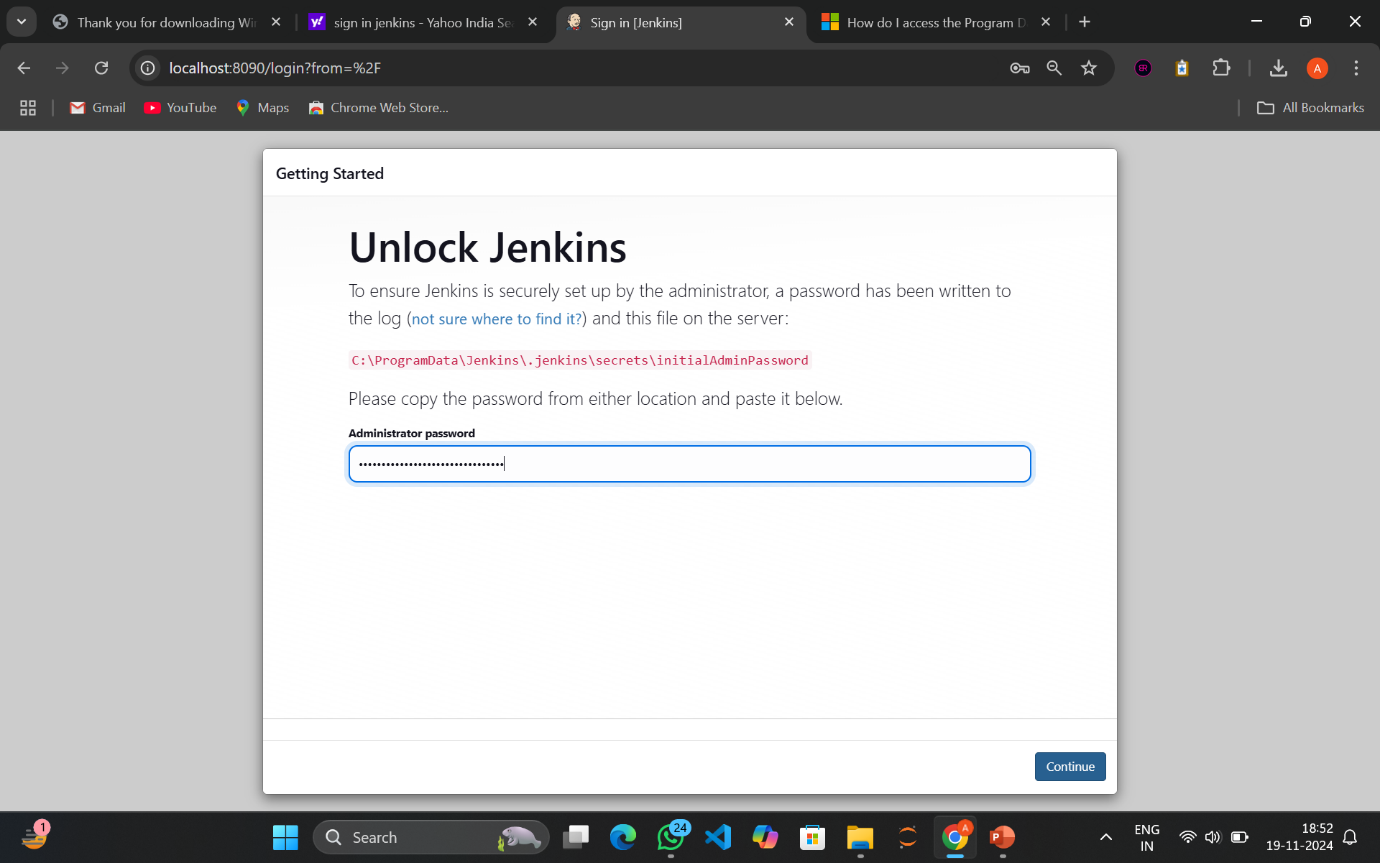 Thank you for downloading Wi
sign in jenkins - Yahoo India Se
Sign in [Jenkins]
How do I access the Program D
localhost:8090/login?from=%2F
A
Gmail
YouTube
Maps
Chrome Web Store...
All Bookmarks
Getting Started
Unlock Jenkins
To ensure Jenkins is securely set up by the administrator, a password has been written to
the log (not sure where to find it?) and this file on the server:
C:\ProgramData\Jenkins\.jenkins\secrets\initialAdminPassword
Please copy the password from either location and paste it below.
Administrator password
••••••••••••••••••••••••••••••••
Continue
1
Search
24
A
P
ENG
IN
18:52
19-11-2024